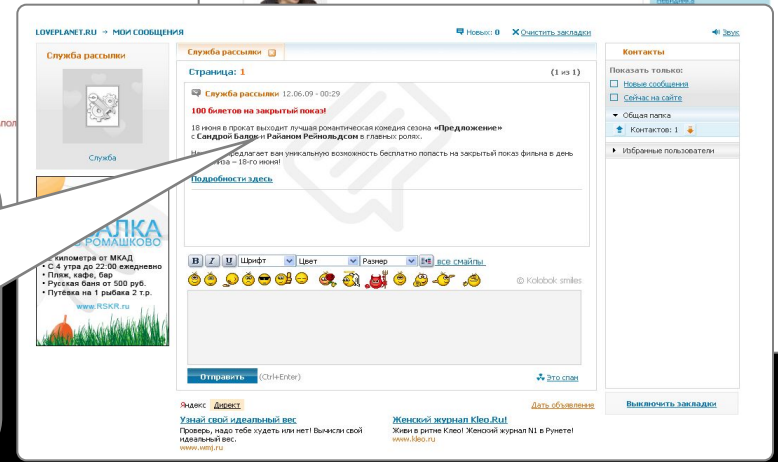 LOVEPLANET.RU → МОИ СООБЩЕНИЯ
Новых: 0
Очистить закладки
Звук
Служба рассылки
Служба
Служба рассылки
Страница: 1
(1 из 1)
Служба рассылки 12.06.09 - 00:29
100 билетов на закрытый показ!
18 июня в прокат выходит лучшая романтическая комедия сезона «Предложение»
с Сандрой Балок и Райаном Рейнольдсом в главных ролях.
предлагает вам уникальную возможность бесплатно попасть на закрытый показ фильма в день
– 18-го июня!
Подробности здесь
B I U Шрифт Цвет Размер все смайлы
© Kolobok smiles
Отправить (Ctrl+Enter)
Это спам
Контакты
Показать только:
Новые сообщения
Сейчас на сайте
Общая папка
Контактов: 1
Избранные пользователи
Выключить закладки
РОМАШКОВО
километра от МКАД
• С 4 утра до 22:00 ежедневно
• Пляж, кафе, бар
• Русская баня от 500 руб.
• Путёвка на 1 рыбака 2 т.р.
www.RSKR.ru
Яндекс Директ
Дать объявление
Узнай свой идеальный вес
Проверь, надо тебе худеть или нет! Вычисли свой
идеальный вес.
www.wmj.ru
Женский журнал Kleo.Ru!
Живи в ритме Клео! Женский журнал N1 в Рунете!
www.kleo.ru